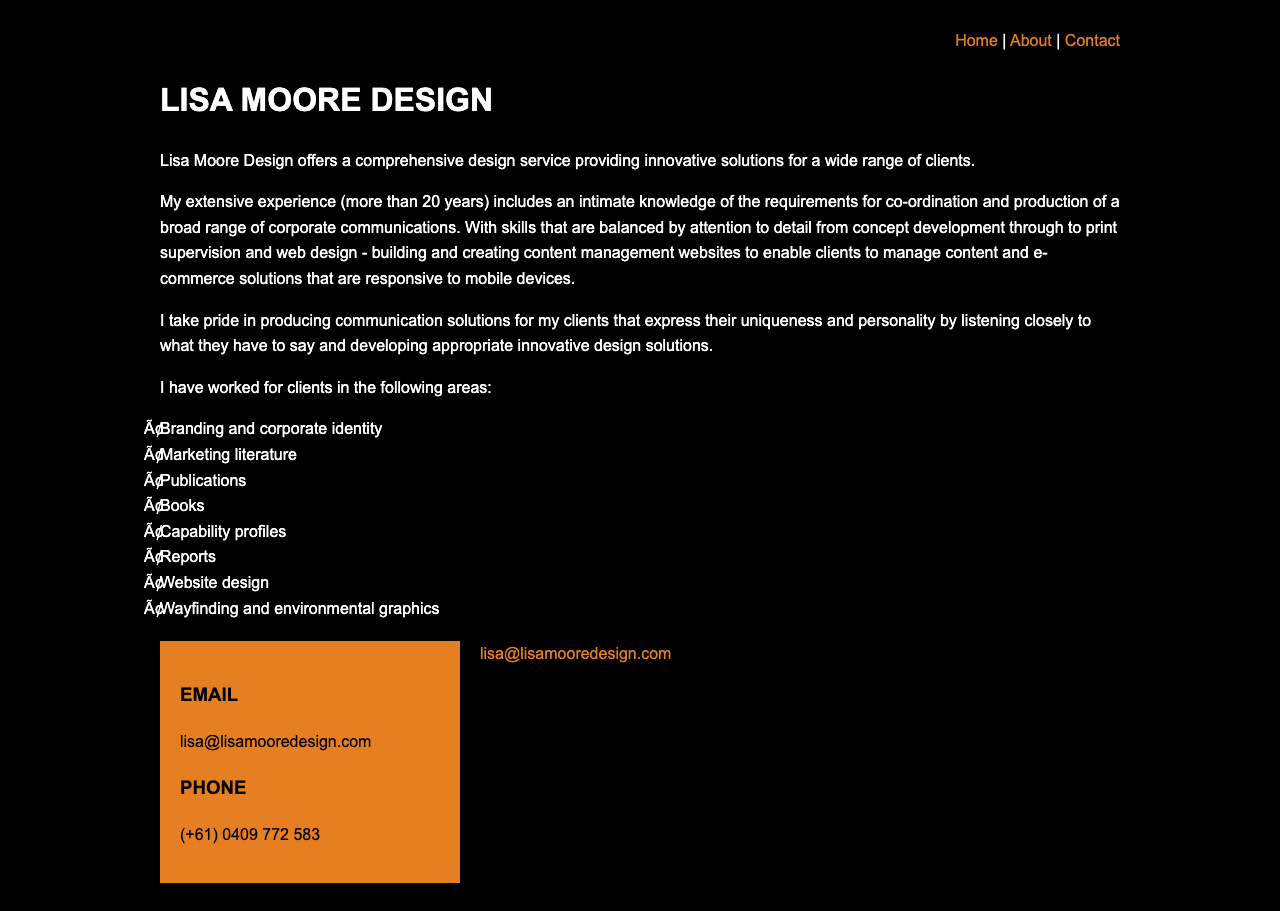 Home | About | Contact
LISA MOORE DESIGN
Lisa Moore Design offers a comprehensive design service providing innovative solutions for a wide range of clients.
My extensive experience (more than 20 years) includes an intimate knowledge of the requirements for co-ordination and production of a
broad range of corporate communications. With skills that are balanced by attention to detail from concept development through to print
supervision and web design - building and creating content management websites to enable clients to manage content and e-
commerce solutions that are responsive to mobile devices.
I take pride in producing communication solutions for my clients that express their uniqueness and personality by listening closely to
what they have to say and developing appropriate innovative design solutions.
I have worked for clients in the following areas:
Ã¢Branding and corporate identity
Ã¢Marketing literature
Ã¢Publications
Ã¢Books
Ã¢Capability profiles
Ã¢Reports
Ã¢Website design
Ã¢Wayfinding and environmental graphics
EMAIL
lisa@lisamooredesign.com
PHONE
(+61) 0409 772 583
lisa@lisamooredesign.com